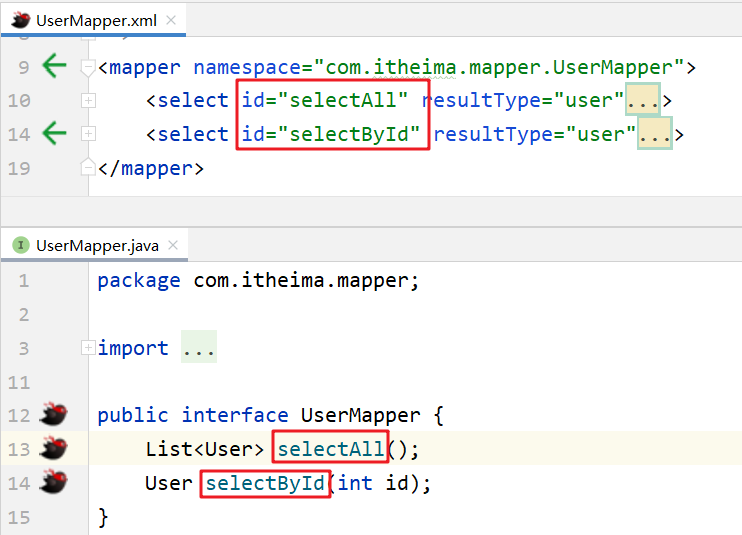 UserMapper.xml
9 <mapper namespace="com.itheima.mapper.UserMapper">
10 <select id="selectAll" resultType="user"...>
14 <select id="selectById" resultType="user"...>
19 </mapper>
UserMapper.java
1 package com.itheima.mapper;
2
3 import ...
11
12 public interface UserMapper {
13 List<User> selectAll();
14 User selectById(int id);
15 }